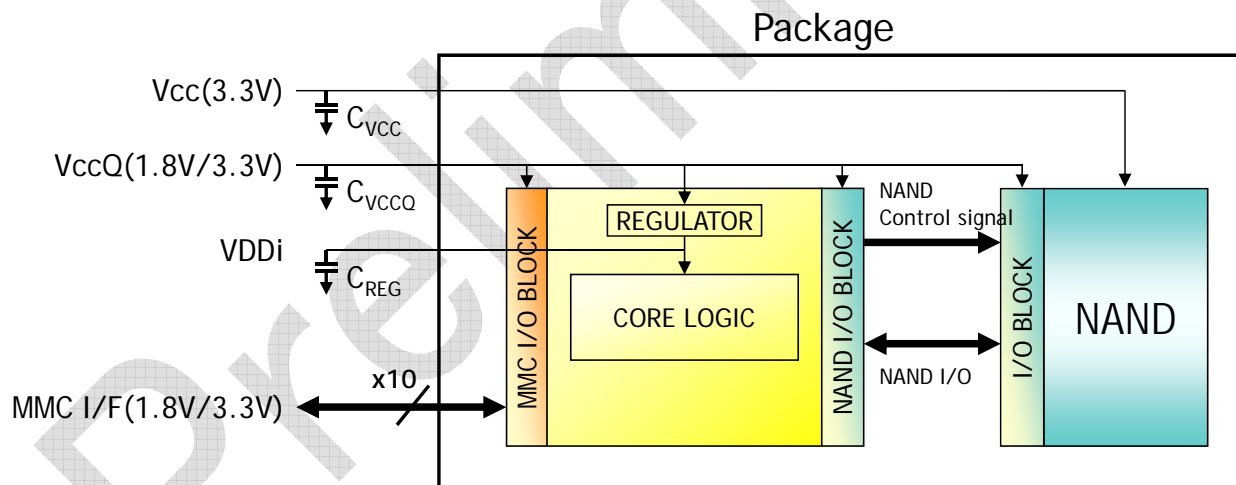 Package
Vcc(3.3V)
CVCC
VccQ(1.8V/3.3V)
CVCCQ
VDDi
CREG
MMC I/F(1.8V/3.3V)
x10
MMC I/O BLOCK
REGULATOR
CORE LOGIC
NAND I/O BLOCK
NAND
Control signal
NAND I/O
I/O BLOCK
NAND
Prelim